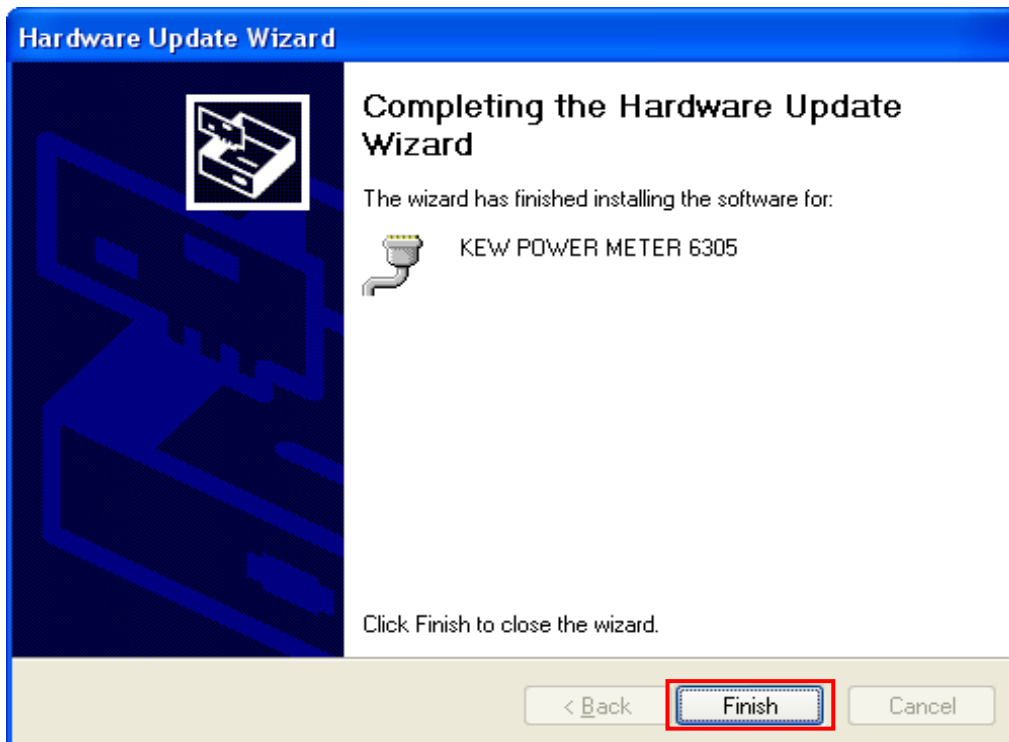 Hardware Update Wizard
Completing the Hardware Update
Wizard
The wizard has finished installing the software for:
KEW POWER METER 6305
Click Finish to close the wizard.
< Back Finish Cancel